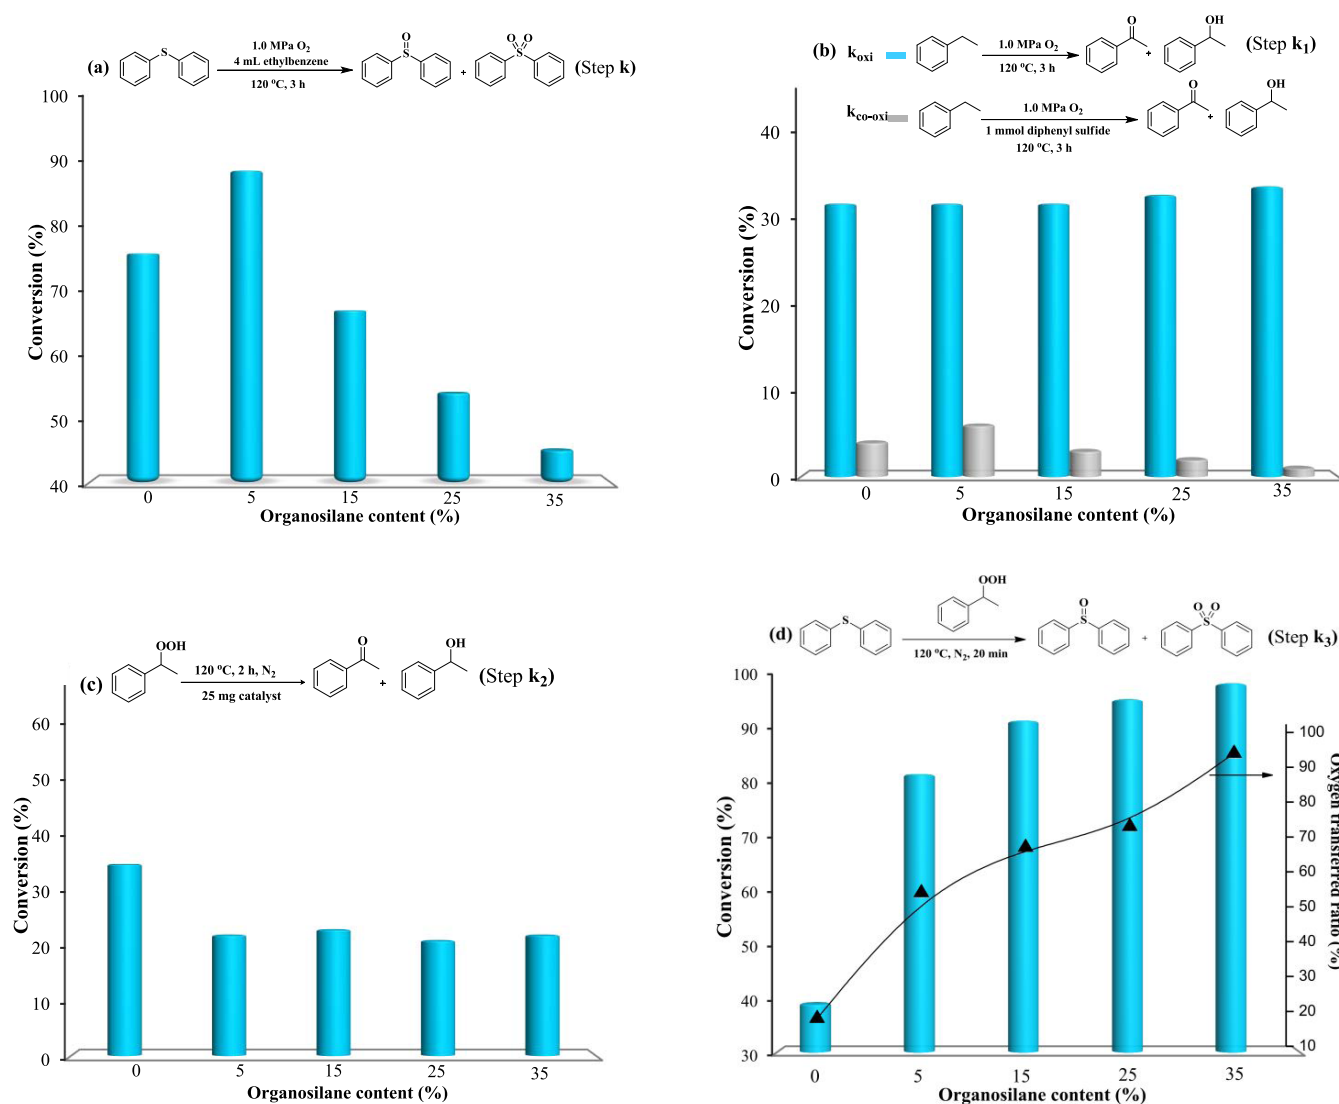 (a)
S
1.0 MPa O2
4 mL ethylbenzene
120 °C, 3 h
O
S
+
O O
S
(Step k)
100
90
80
70
60
50
40
Conversion (%)
0 5 15 25 35
Organosilane content (%)
(b)
koxi
1.0 MPa O2
120 °C, 3 h
O
+
OH
(Step k1)
kco-oxi
1.0 MPa O2
1 mmol diphenyl sulfide
120 °C, 3 h
O
+
OH
40
30
20
10
0
Conversion (%)
0 5 15 25 35
Organosilane content (%)
(c)
OOH
120 °C, 2 h, N2
25 mg catalyst
O
+
OH
(Step k2)
60
50
40
30
20
10
0
Conversion (%)
0 5 15 25 35
Organosilane content (%)
(d)
S
OOH
120 °C, N2, 20 min
O
S
+
O O
S
(Step k3)
100
90
80
70
60
50
40
30
Conversion (%)
100
90
80
70
60
50
40
30
20
10
Oxygen transferred ratio (%)
0 5 15 25 35
Organosilane content (%)